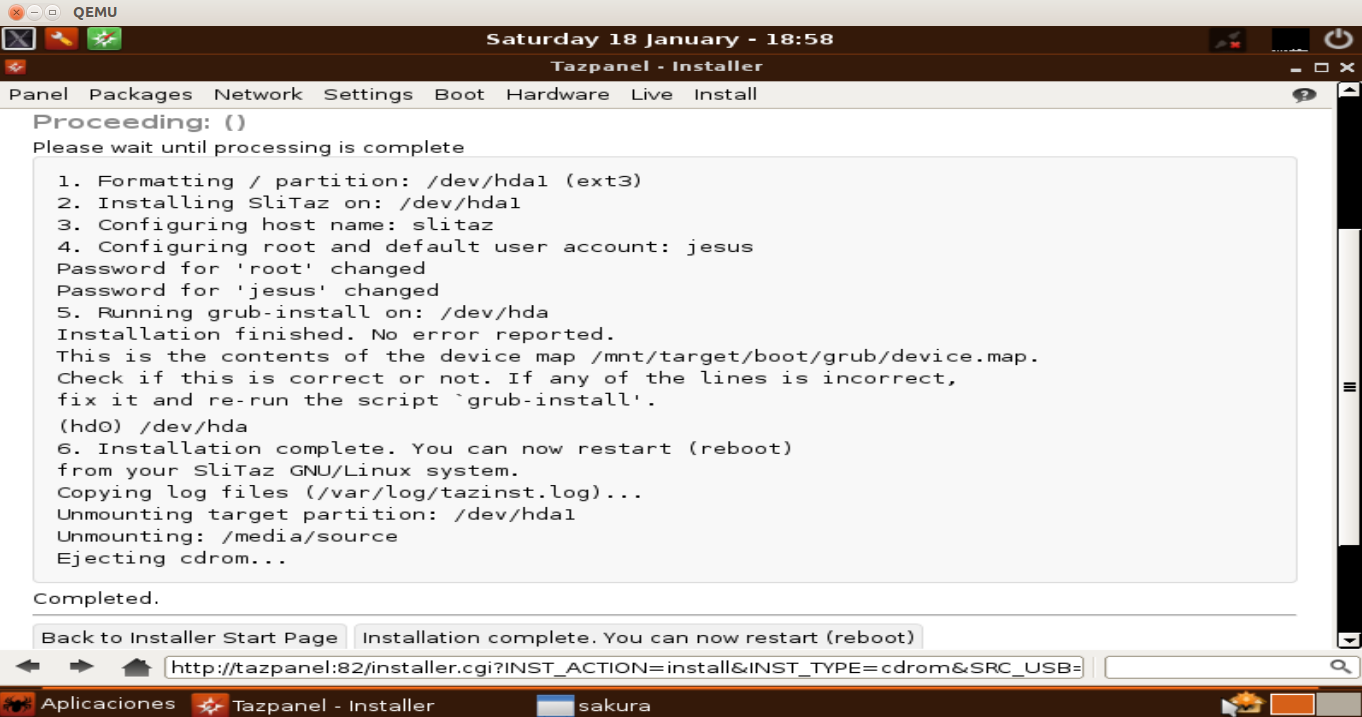 QEMU
Saturday 18 January - 18:58
Tazpanel - Installer
Panel Packages Network Settings Boot Hardware Live Install
Proceeding: ()
Please wait until processing is complete
1. Formatting / partition: /dev/hda1 (ext3)
2. Installing SliTaz on: /dev/hda1
3. Configuring host name: slitaz
4. Configuring root and default user account: jesus
Password for 'root' changed
Password for 'jesus' changed
5. Running grub-install on: /dev/hda
Installation finished. No error reported.
This is the contents of the device map /mnt/target/boot/grub/device.map.
Check if this is correct or not. If any of the lines is incorrect,
fix it and re-run the script `grub-install'.
(hd0) /dev/hda
6. Installation complete. You can now restart (reboot)
from your SliTaz GNU/Linux system.
Copying log files (/var/log/tazinst.log)...
Unmounting target partition: /dev/hda1
Unmounting: /media/source
Ejecting cdrom...
Completed.
Back to Installer Start Page Installation complete. You can now restart (reboot)
http://tazpanel:82/installer.cgi?INST_ACTION=install&INST_TYPE=cdrom&SRC_USB=
Aplicaciones Tazpanel - Installer sakura